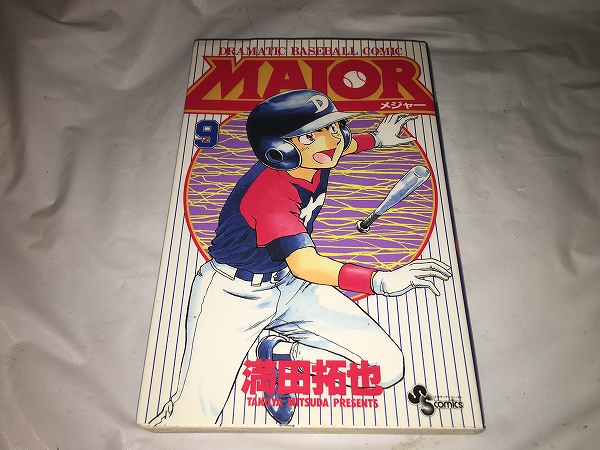 DRAMATIC BASEBALL COMIC
MAJOR
メジャー
9
D
満田拓也
TAKUYA MITSUDA PRESENTS
SS comics